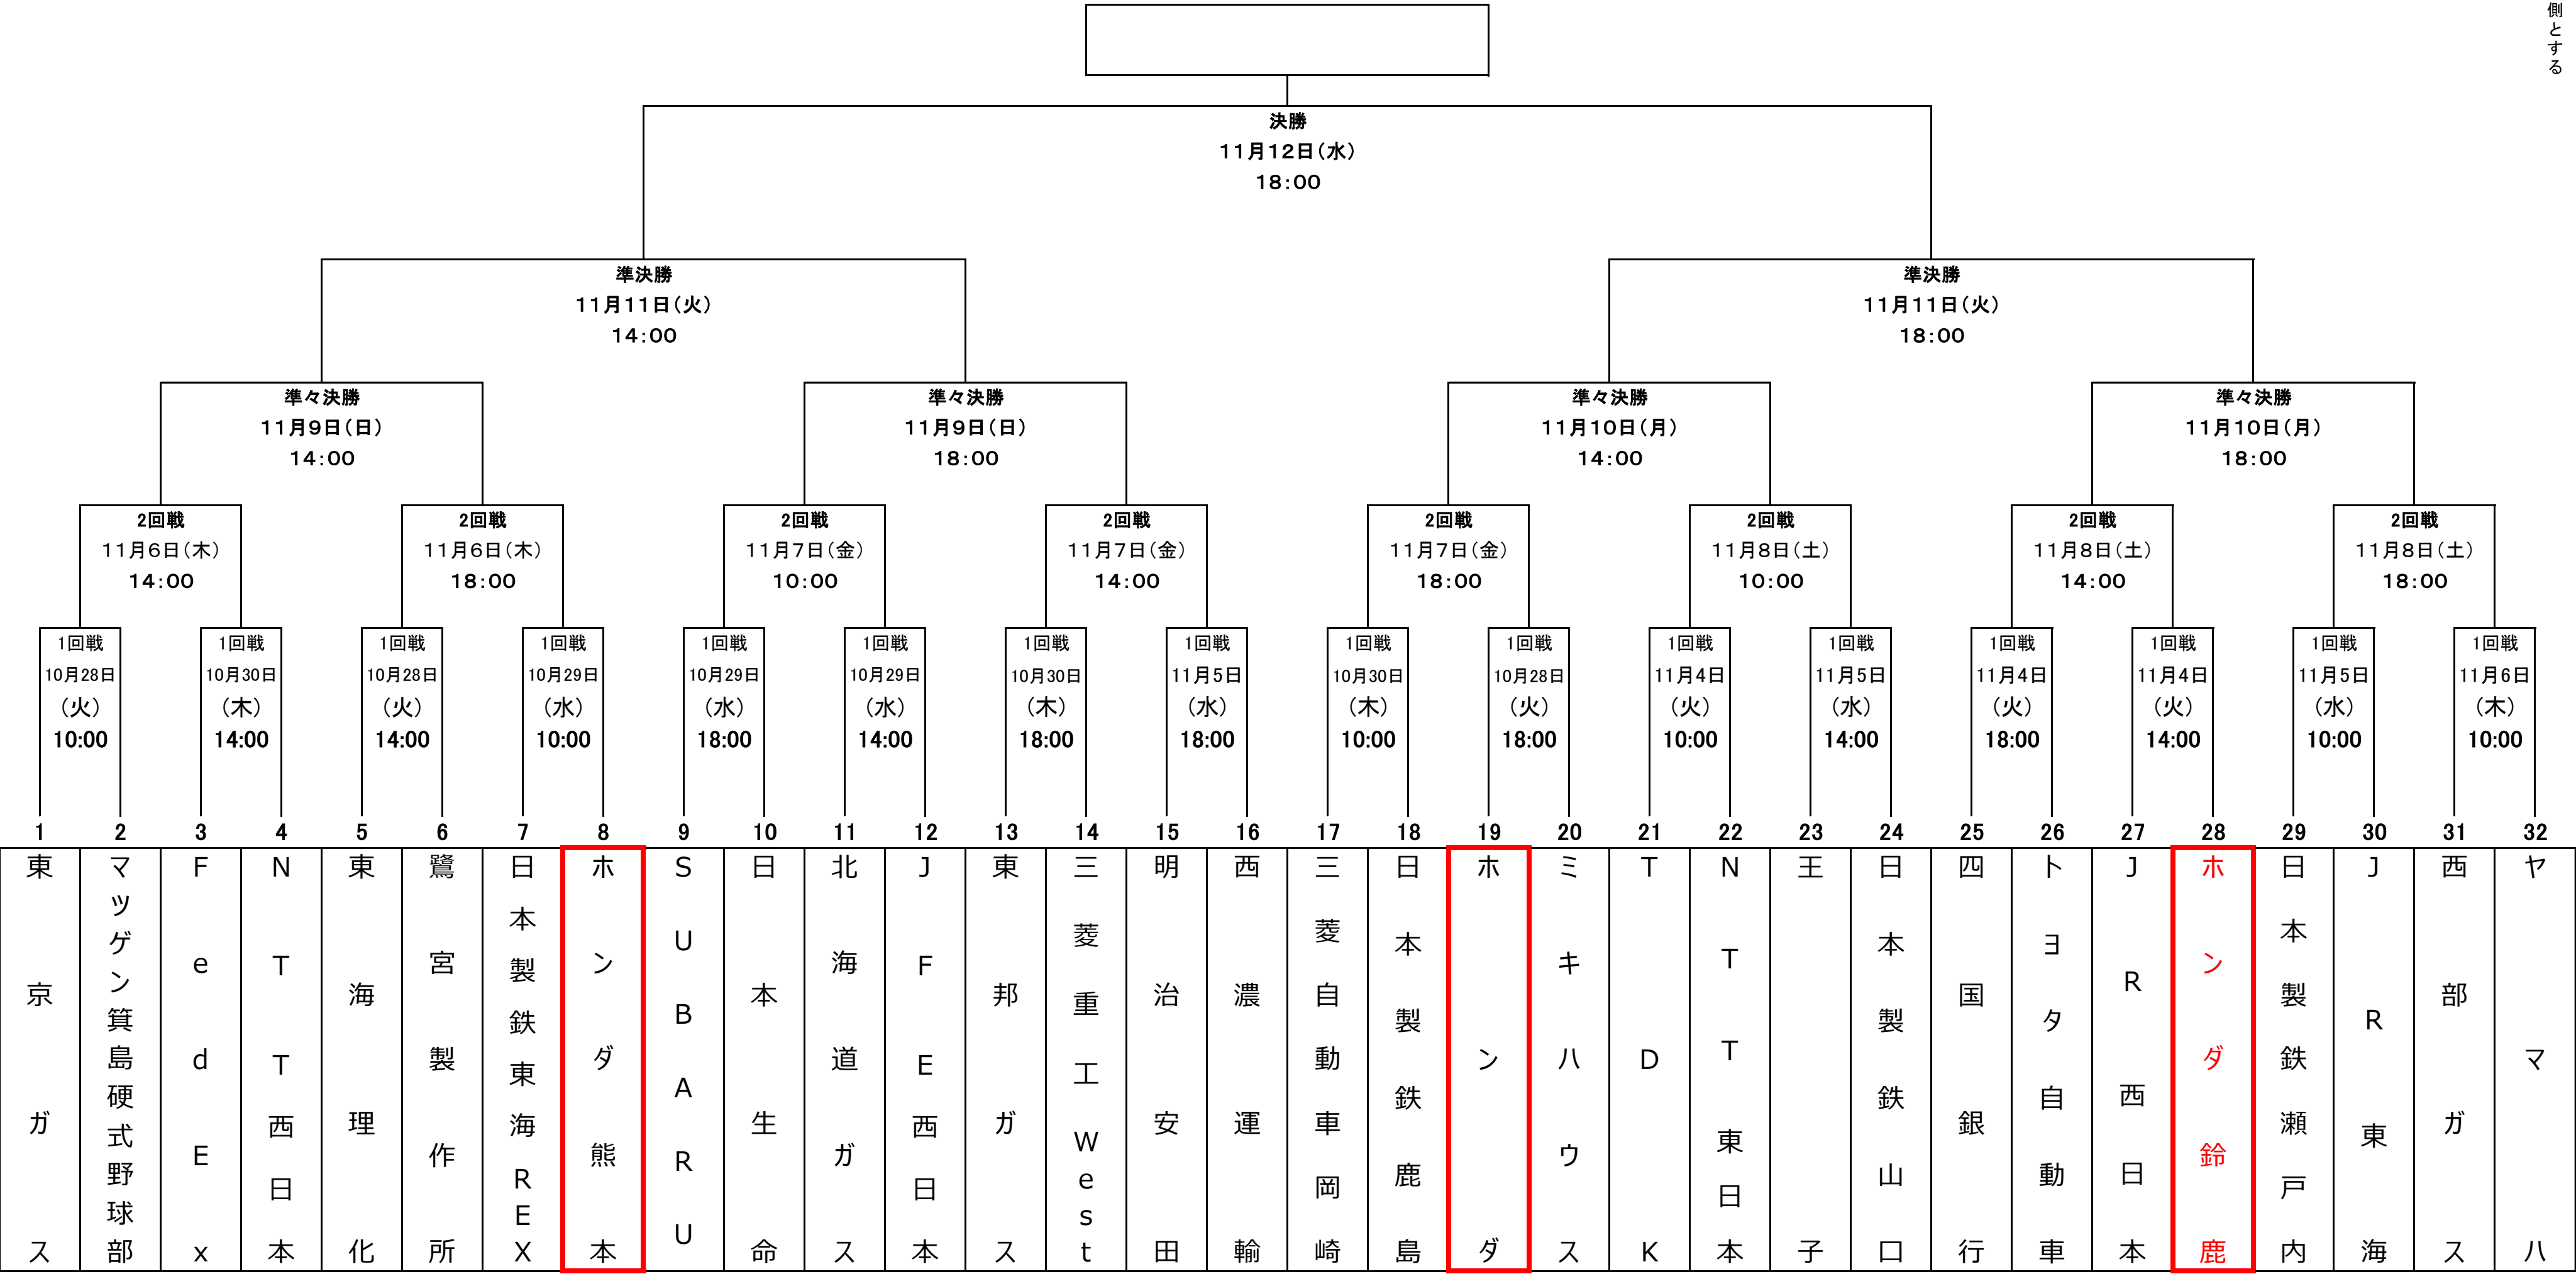 側とする
決勝
11月12日(水)
18:00
準決勝
11月11日(火)
14:00
準決勝
11月11日(火)
18:00
準々決勝
11月9日(日)
14:00
準々決勝
11月9日(日)
18:00
準々決勝
11月10日(月)
14:00
準々決勝
11月10日(月)
18:00
2回戦
11月6日(木)
14:00
2回戦
11月6日(木)
18:00
2回戦
11月7日(金)
10:00
2回戦
11月7日(金)
14:00
2回戦
11月7日(金)
18:00
2回戦
11月8日(土)
10:00
2回戦
11月8日(土)
14:00
2回戦
11月8日(土)
18:00
1回戦
10月28日
(火)
10:00
1回戦
10月30日
(木)
14:00
1回戦
10月28日
(火)
14:00
1回戦
10月29日
(水)
10:00
1回戦
10月29日
(水)
18:00
1回戦
10月29日
(水)
14:00
1回戦
10月30日
(木)
18:00
1回戦
11月5日
(水)
18:00
1回戦
10月30日
(木)
10:00
1回戦
10月28日
(火)
18:00
1回戦
11月4日
(火)
10:00
1回戦
11月5日
(水)
14:00
1回戦
11月4日
(火)
18:00
1回戦
11月4日
(火)
14:00
1回戦
11月5日
(水)
10:00
1回戦
11月6日
(木)
10:00
1
東京ガス
2
マツゲン箕島硬式野球部
3
FedEx
4
NTT西日本
5
東海理化
6
鷺宮製作所
7
日本製鉄東海REX
8
ホンダ熊本
9
SUBARU
10
日本生命
11
北海道ガス
12
JFE西日本
13
東邦ガス
14
三菱重工West
15
明治安田
16
西濃運輸
17
三菱自動車岡崎
18
日本製鉄鹿島
19
ホンダ
20
ミキハウス
21
TDK
22
NTT東日本
23
王子
24
日本製鉄山口
25
四国銀行
26
トヨタ自動車
27
JR西日本
28
ホンダ鈴鹿
29
日本製鉄瀬戸内
30
JR東海
31
西部ガス
32
ヤマハ